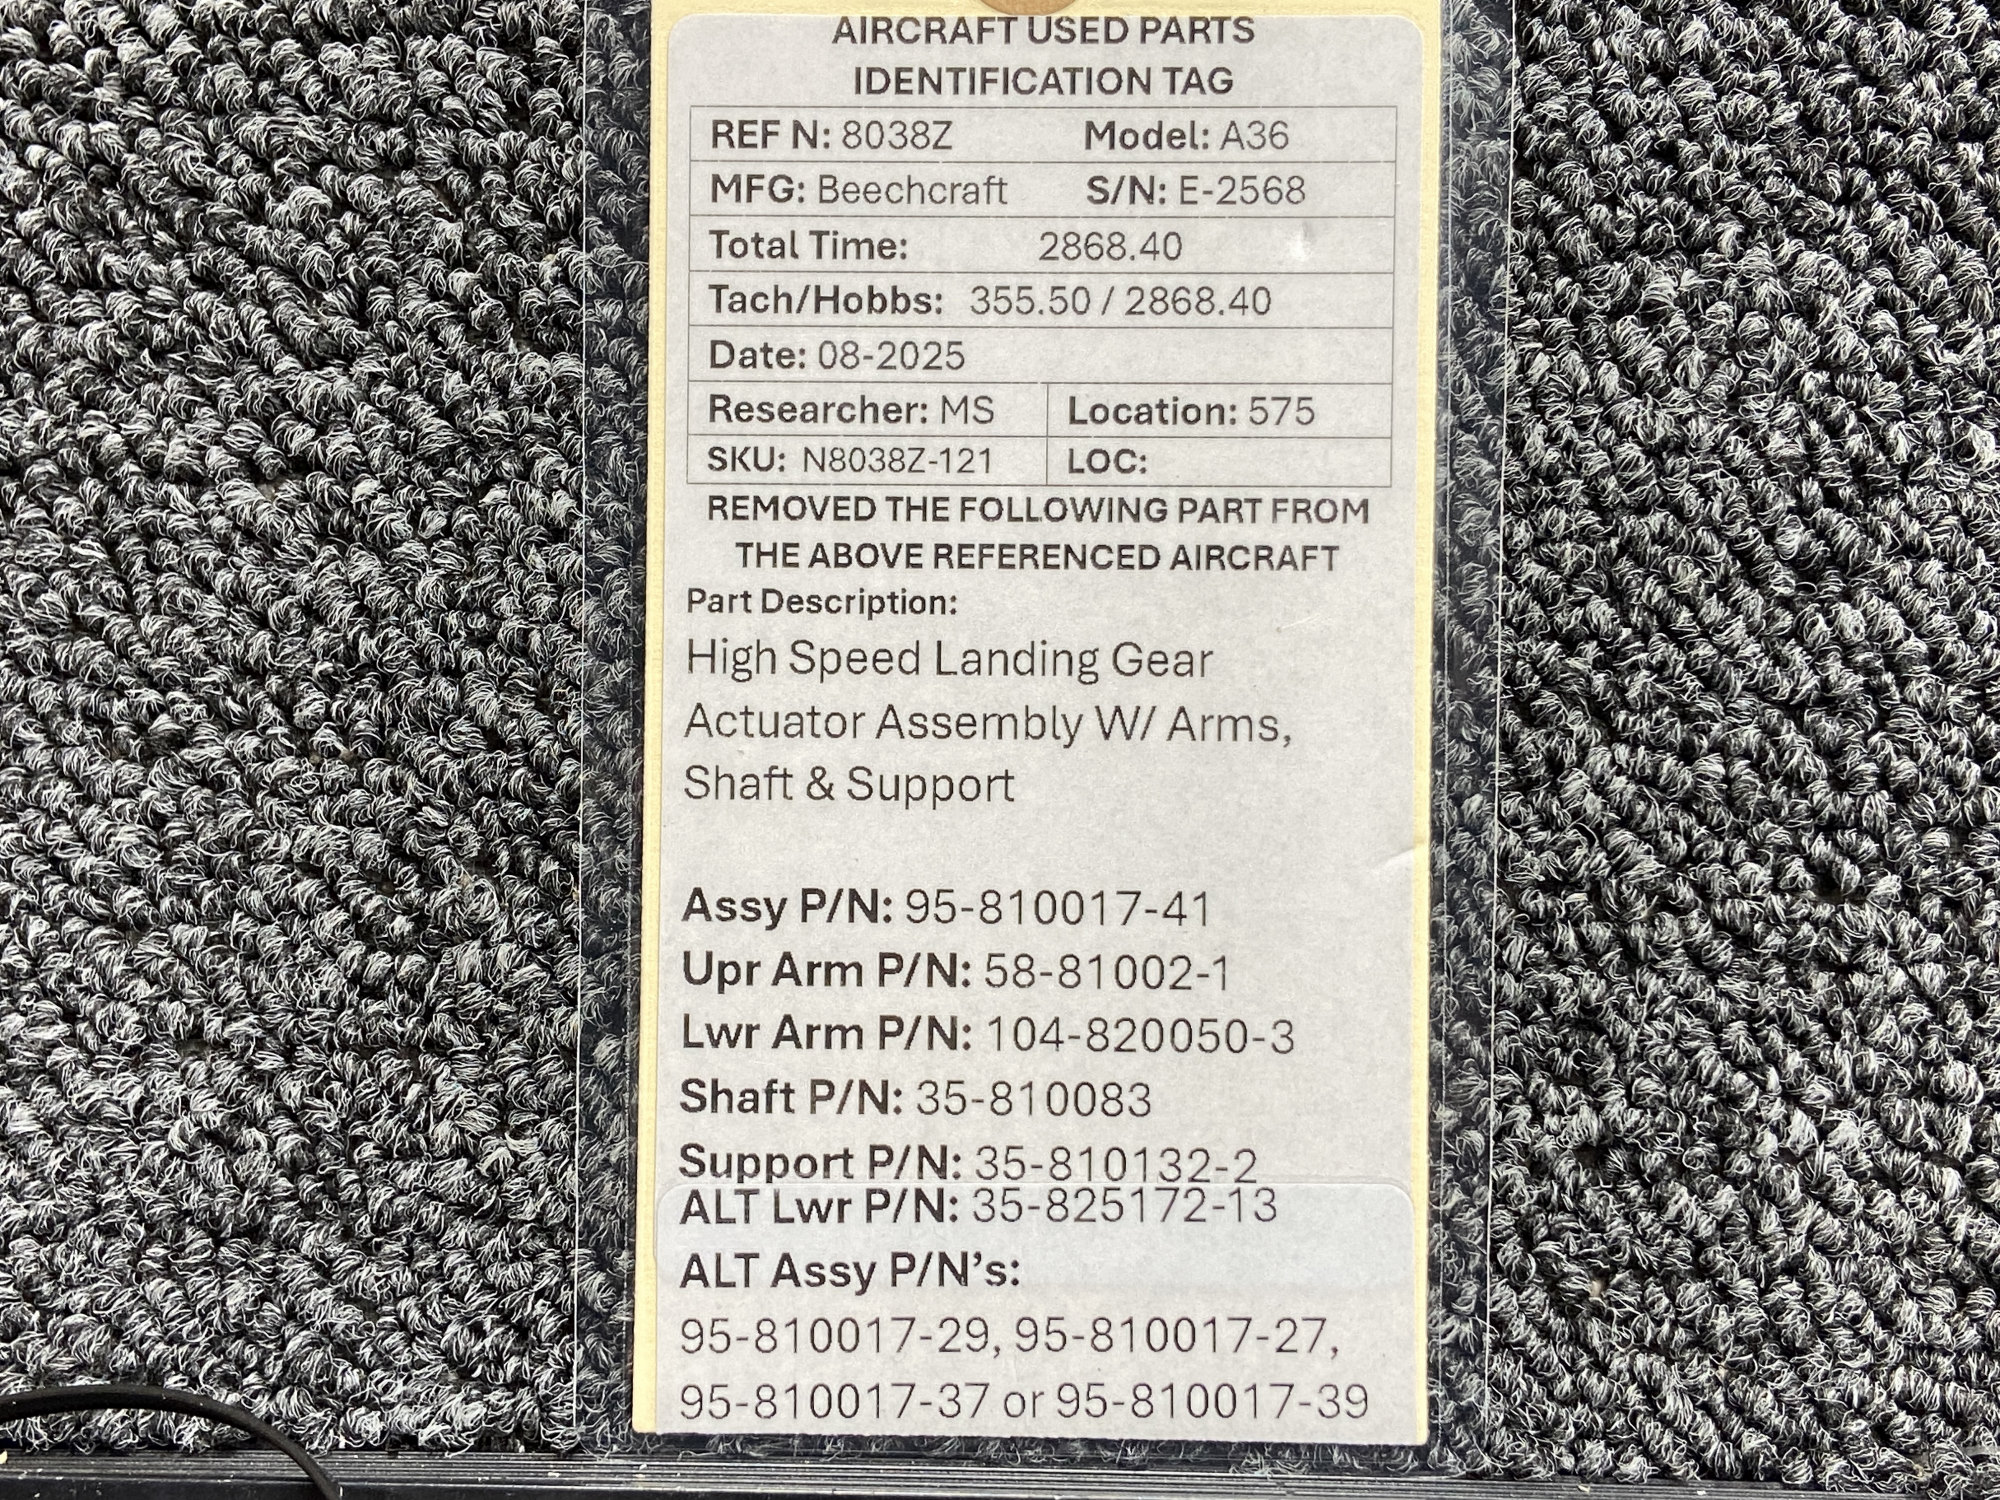 AIRCRAFT USED PARTS
IDENTIFICATION TAG
REF N: 8038Z Model: A36
MFG: Beechcraft S/N: E-2568
Total Time: 2868.40
Tach/Hobbs: 355.50 / 2868.40
Date: 08-2025
Researcher: MS Location: 575
SKU: N8038Z-121 LOC:
REMOVED THE FOLLOWING PART FROM
THE ABOVE REFERENCED AIRCRAFT
Part Description:
High Speed Landing Gear
Actuator Assembly W/ Arms,
Shaft & Support
Assy P/N: 95-810017-41
Upr Arm P/N: 58-81002-1
Lwr Arm P/N: 104-820050-3
Shaft P/N: 35-810083
Support P/N: 35-810132-2
ALT Lwr P/N: 35-825172-13
ALT Assy P/N's:
95-810017-29, 95-810017-27,
95-810017-37 or 95-810017-39